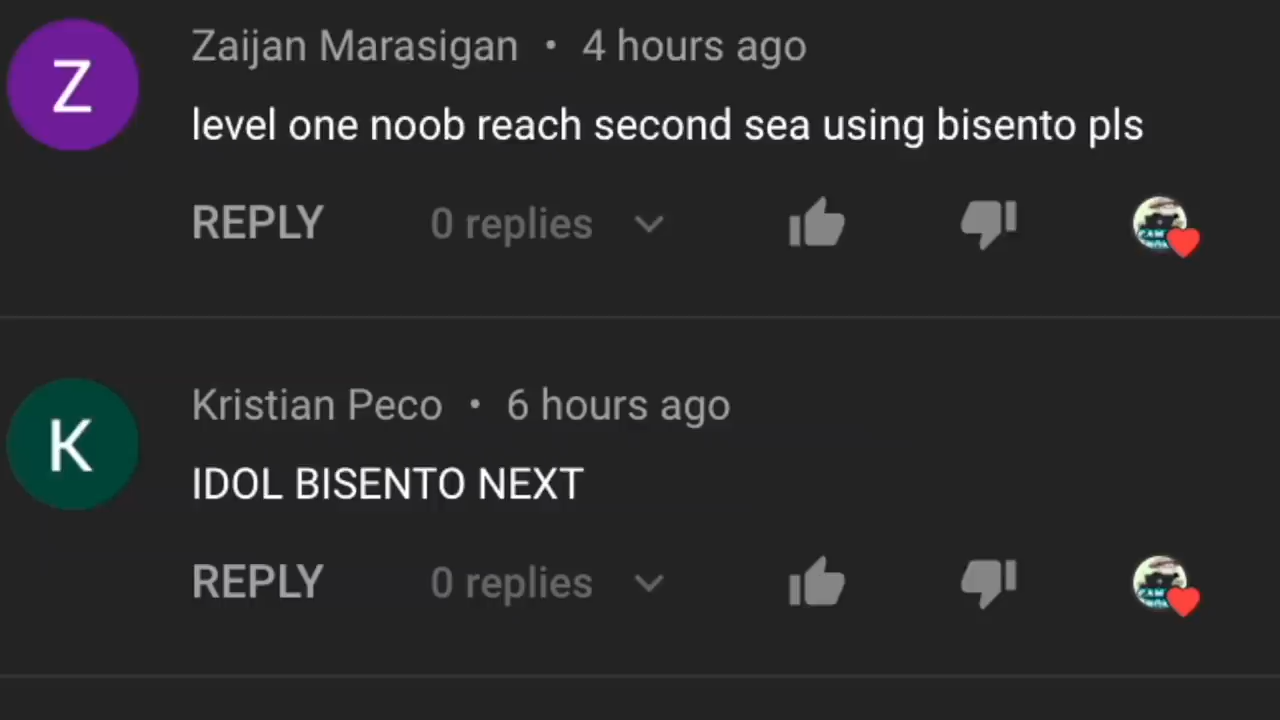 Z
Zaijan Marasigan • 4 hours ago
level one noob reach second sea using bisento pls
REPLY 0 replies
K
Kristian Peco • 6 hours ago
IDOL BISENTO NEXT
REPLY 0 replies